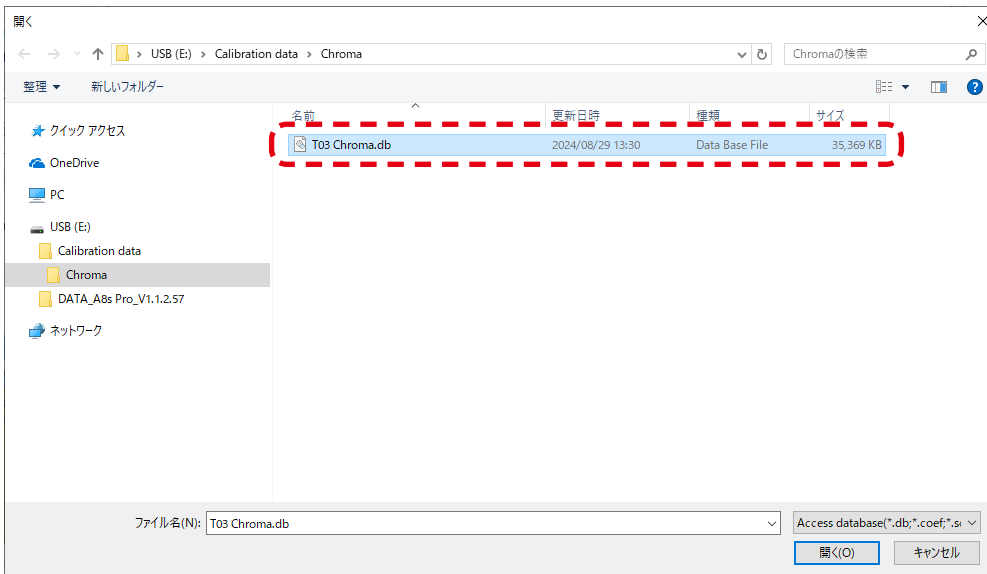 開く
USB (E:) › Calibration data › Chroma
Chromaの検索
整理
新しいフォルダー
名前 更新日時 種類 サイズ
T03 Chroma.db 2024/08/29 13:30 Data Base File 35,369 KB
クイック アクセス
OneDrive
PC
USB (E:)
Calibration data
Chroma
DATA_A8s Pro_V1.1.2.57
ネットワーク
ファイル名(N): T03 Chroma.db
Access database(*.db;*.coef;*.s
開く(O) キャンセル